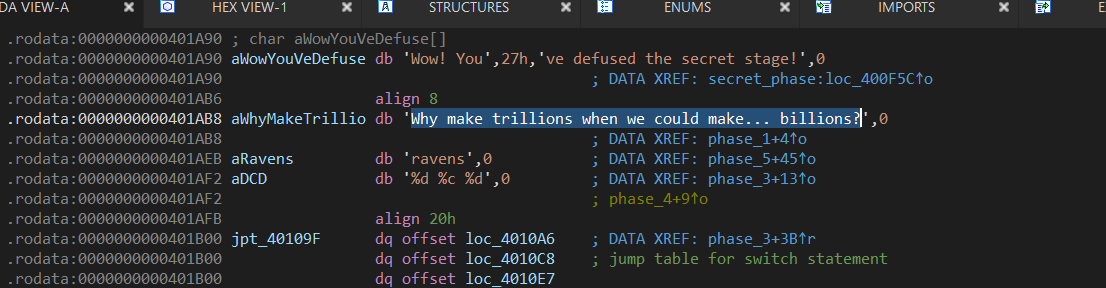 DA VIEW-A HEX VIEW-1 STRUCTURES ENUMS IMPORTS E
.rodata:0000000000401A90 ; char aWowYouVeDefuse[]
.rodata:0000000000401A90 aWowYouVeDefuse db 'Wow! You',27h,'ve defused the secret stage!',0
.rodata:0000000000401A90 ; DATA XREF: secret_phase:loc_400F5C↑o
.rodata:0000000000401AB6 align 8
.rodata:0000000000401AB8 aWhyMakeTrillio db 'Why make trillions when we could make... billions?',0
.rodata:0000000000401AB8 ; DATA XREF: phase_1+4↑o
.rodata:0000000000401AEB aRavens db 'ravens',0 ; DATA XREF: phase_5+45↑o
.rodata:0000000000401AF2 aDCD db '%d %c %d',0 ; DATA XREF: phase_3+13↑o
.rodata:0000000000401AF2 ; phase_4+9↑o
.rodata:0000000000401AFB align 20h
.rodata:0000000000401B00 jpt_40109F dq offset loc_4010A6 ; DATA XREF: phase_3+3B↑r
.rodata:0000000000401B00 dq offset loc_4010C8 ; jump table for switch statement
.rodata:0000000000401B00 dq offset loc_4010E7